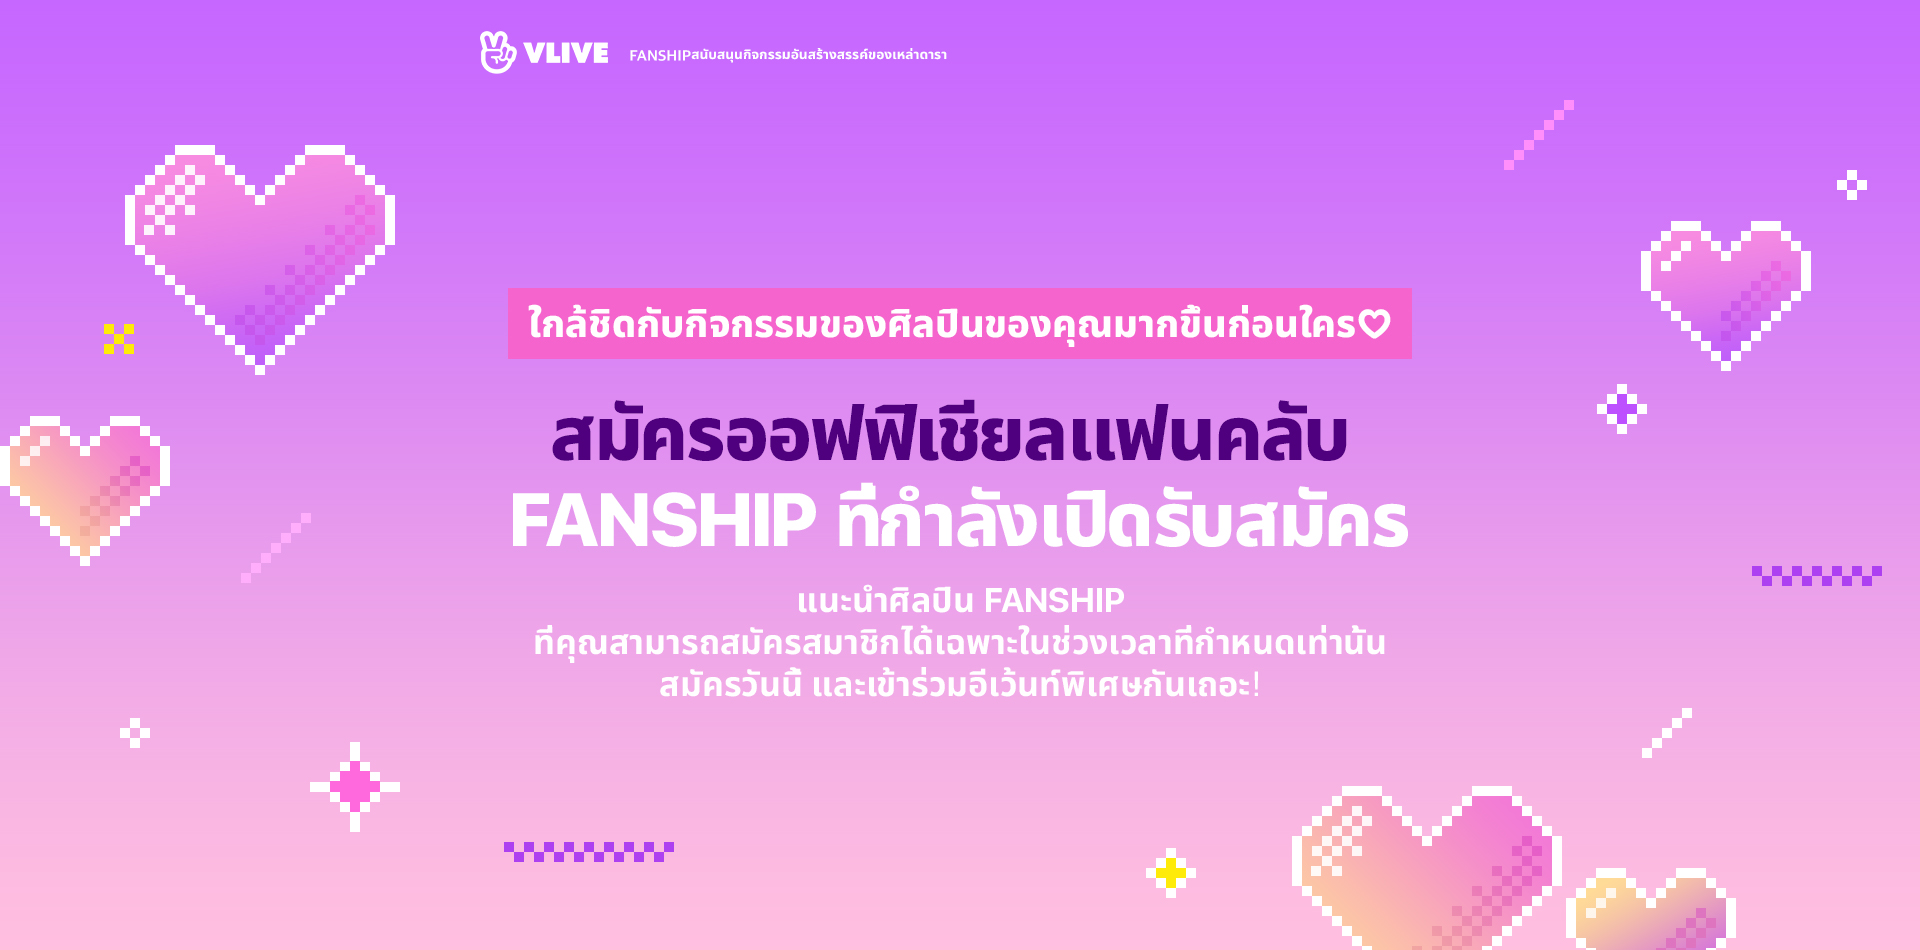 VLIVE FANSHIPสนับสนุนกิจกรรมอันสร้างสรรค์ของเหล่าดารา
ใกล้ชิดกับกิจกรรมของศิลปินของคุณมากขึ้นก่อนใคร♡
สมัครออฟฟิเชียลแฟนคลับ
FANSHIP ที่กำลังเปิดรับสมัคร
แนะนำศิลปิน FANSHIP
ที่คุณสามารถสมัครสมาชิกได้เฉพาะในช่วงเวลาที่กำหนดเท่านั้น
สมัครวันนี้ และเข้าร่วมอีเว้นท์พิเศษกันเถอะ!